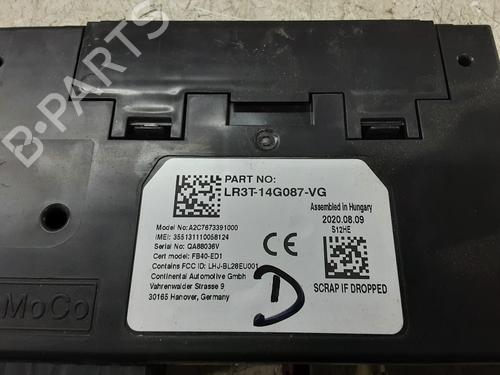 B-PARTS
PART NO:
LR3T-14G087-VG
Model No: A2C7673391000
IMEI: 355131110058124
Serial No: QA88036V
Cert model: FB40-ED1
Contains FCC ID: LHJ-BL28EU001
Continental Automotive GmbH
Vahrenwalder Strasse 9
30165 Hanover, Germany
Assembled in Hungary
2020.08.09
S12HE
SCRAP IF DROPPED
D
MoCo